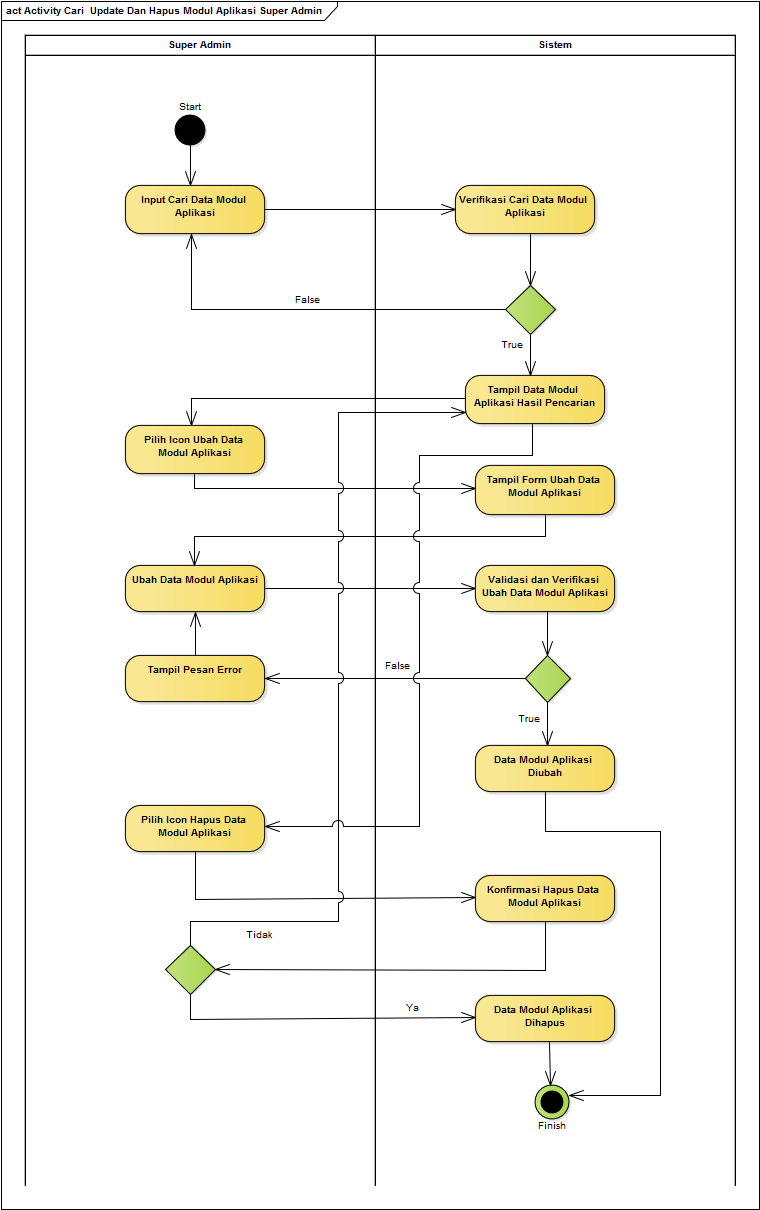 act Activity Cari  Update Dan Hapus Modul Aplikasi Super Admin
Super Admin
Sistem
Start
Input Cari Data Modul
Aplikasi
Verifikasi Cari Data Modul
Aplikasi
False
True
Tampil Data Modul
Aplikasi Hasil Pencarian
Pilih Icon Ubah Data
Modul Aplikasi
Tampil Form Ubah Data
Modul Aplikasi
Ubah Data Modul Aplikasi
Validasi dan Verifikasi
Ubah Data Modul Aplikasi
Tampil Pesan Error
False
True
Data Modul Aplikasi
Diubah
Pilih Icon Hapus Data
Modul Aplikasi
Konfirmasi Hapus Data
Modul Aplikasi
Tidak
Ya
Data Modul Aplikasi
Dihapus
Finish